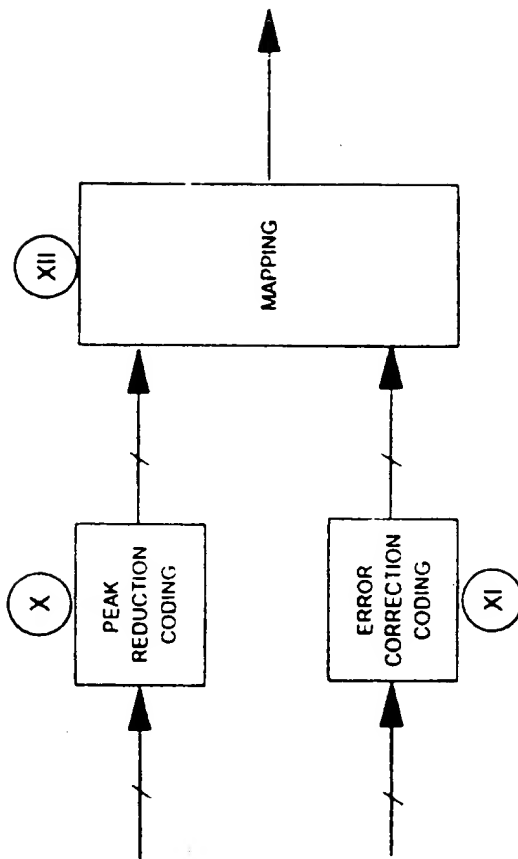 X
PEAK
REDUCTION
CODING
XI
ERROR
CORRECTION
CODING
XII
MAPPING